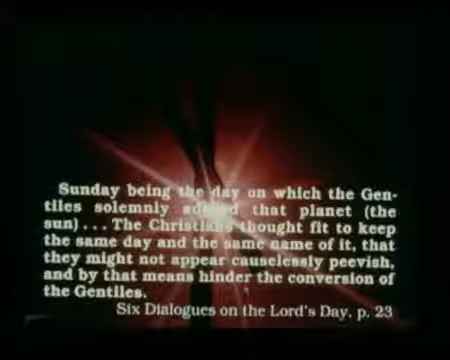 Sunday being the day on which the Gen-
tiles solemnly adored that planet (the
sun) . . . The Christians thought fit to keep
the same day and the same name of it, that
they might not appear causelessly peevish,
and by that means hinder the conversion of
the Gentiles.
Six Dialogues on the Lord's Day, p. 23